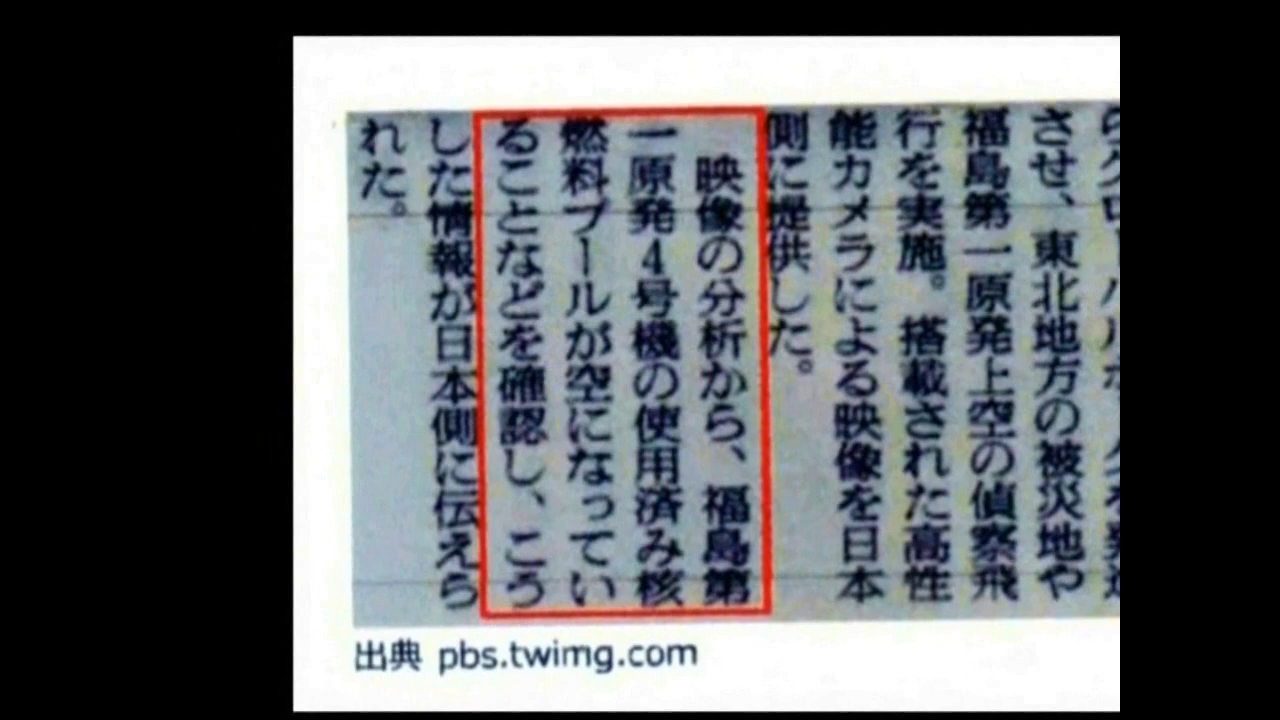 させ、東北地方の被災地や
福島第一原発上空の偵察飛
行を実施。搭載された高性
能カメラによる映像を日本
側に提供した。
映像の分析から、福島第
一原発4号機の使用済み核
燃料プールが空になってい
ることなどを確認し、こう
した情報が日本側に伝えら
れた。
出典 pbs.twimg.com